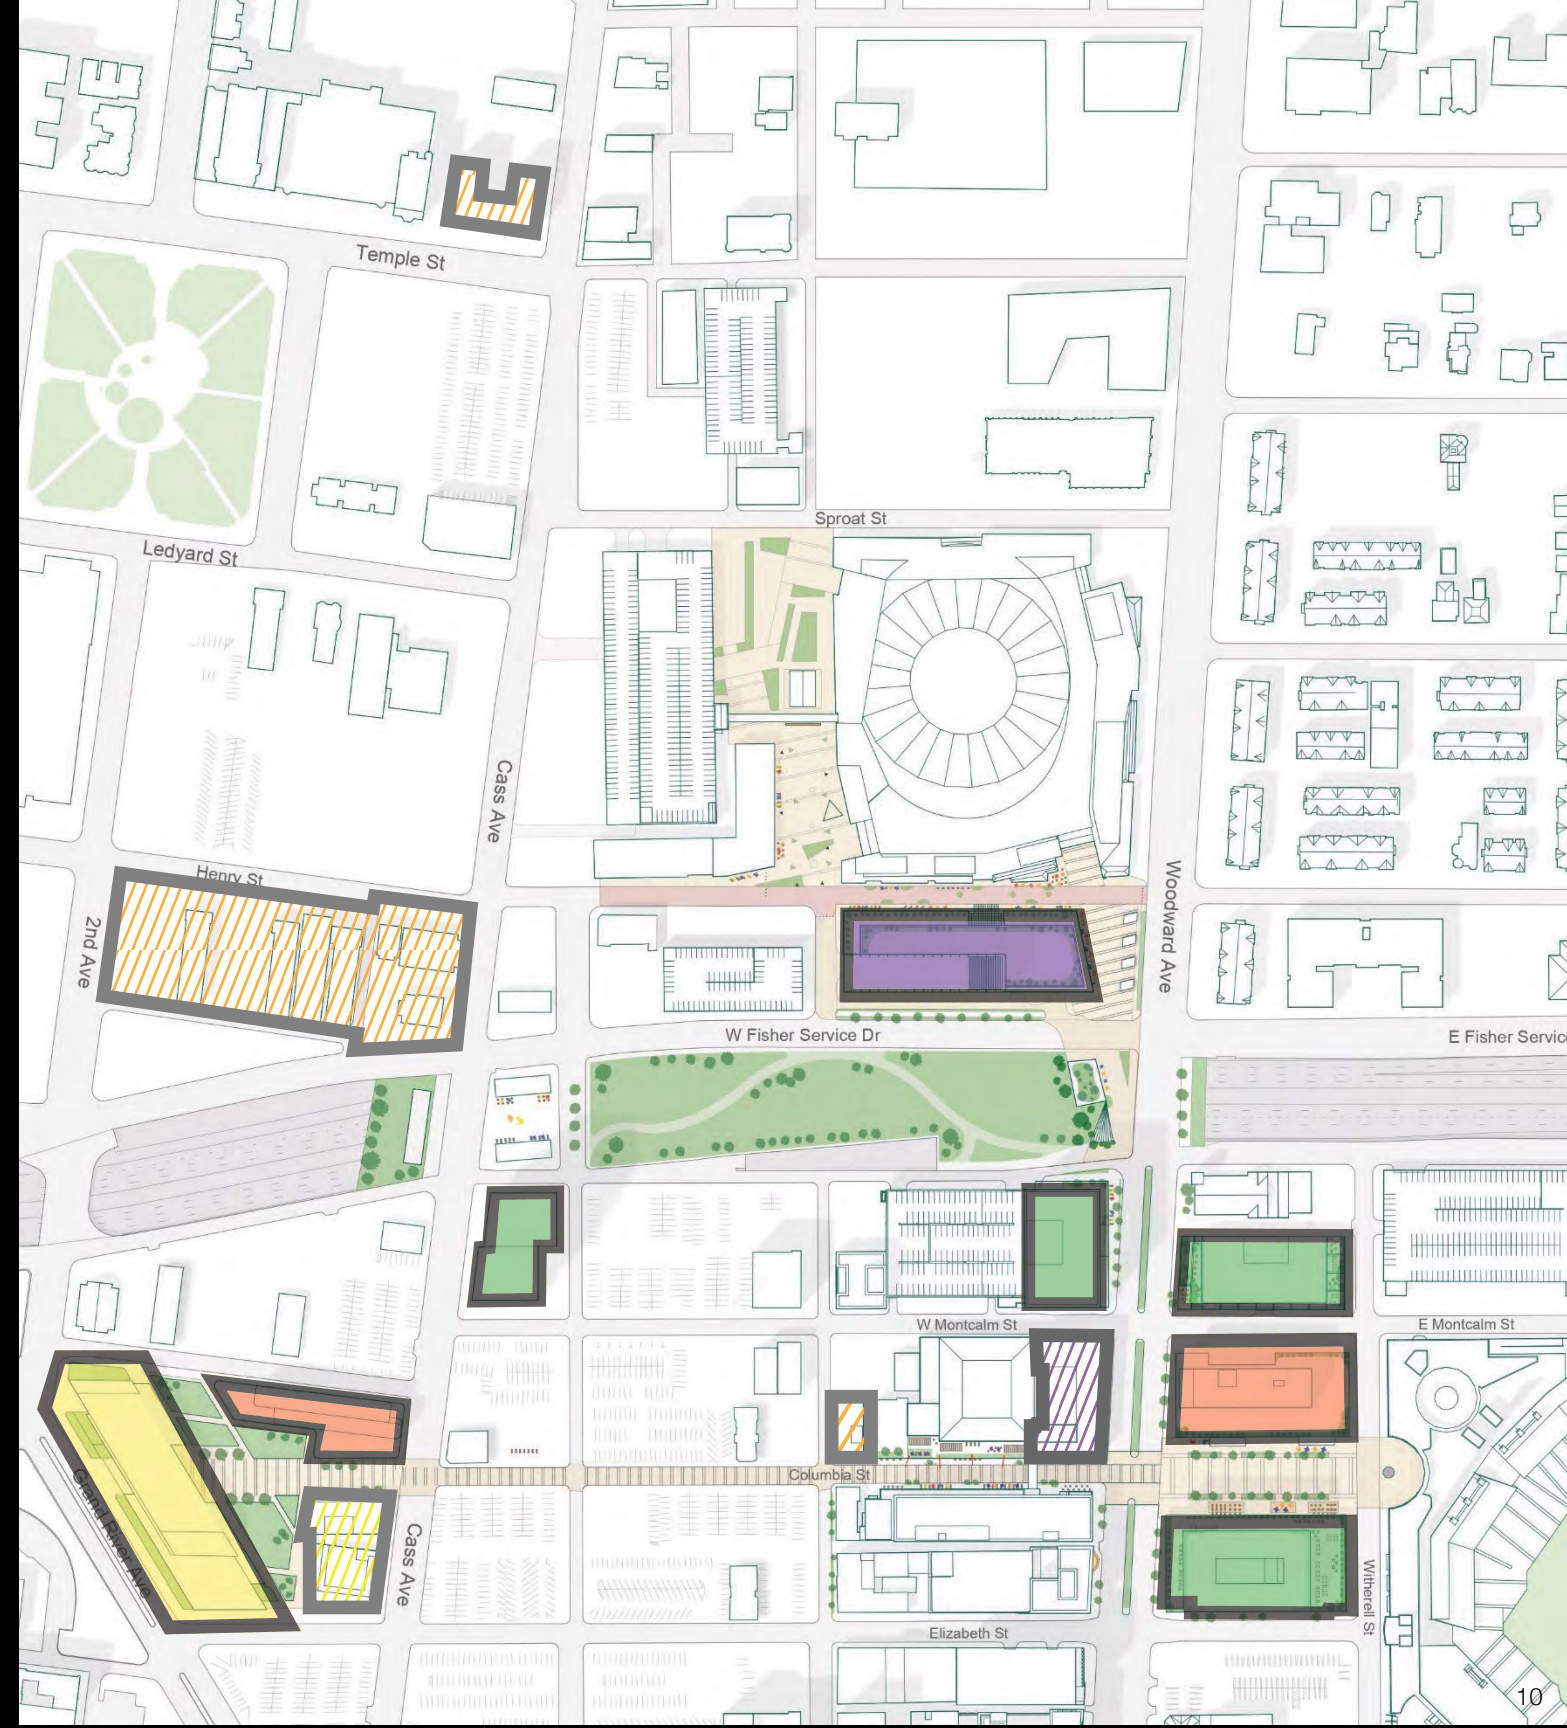 Temple St
Sproat St
Ledyard St
Cass Ave
Henry St
Woodward Ave
2nd Ave
W Fisher Service Dr
E Fisher Service
W Montcalm St
E Montcalm St
Columbia St
Grand River Ave
Cass Ave
Witherell St
Elizabeth St
10